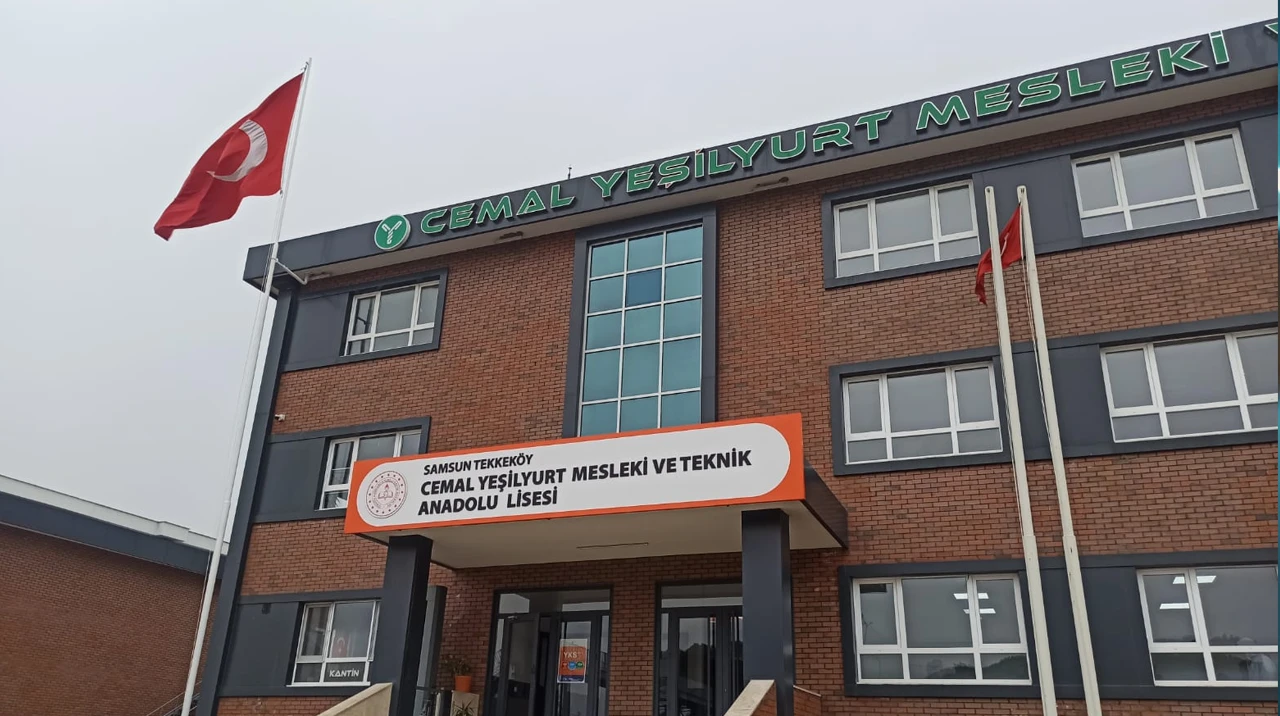 CEMAL YEŞİLYURT MESLEKİ
SAMSUN TEKKEKÖY
CEMAL YEŞİLYURT MESLEKİ VE TEKNİK
ANADOLU LİSESİ
YKS
KANTİN